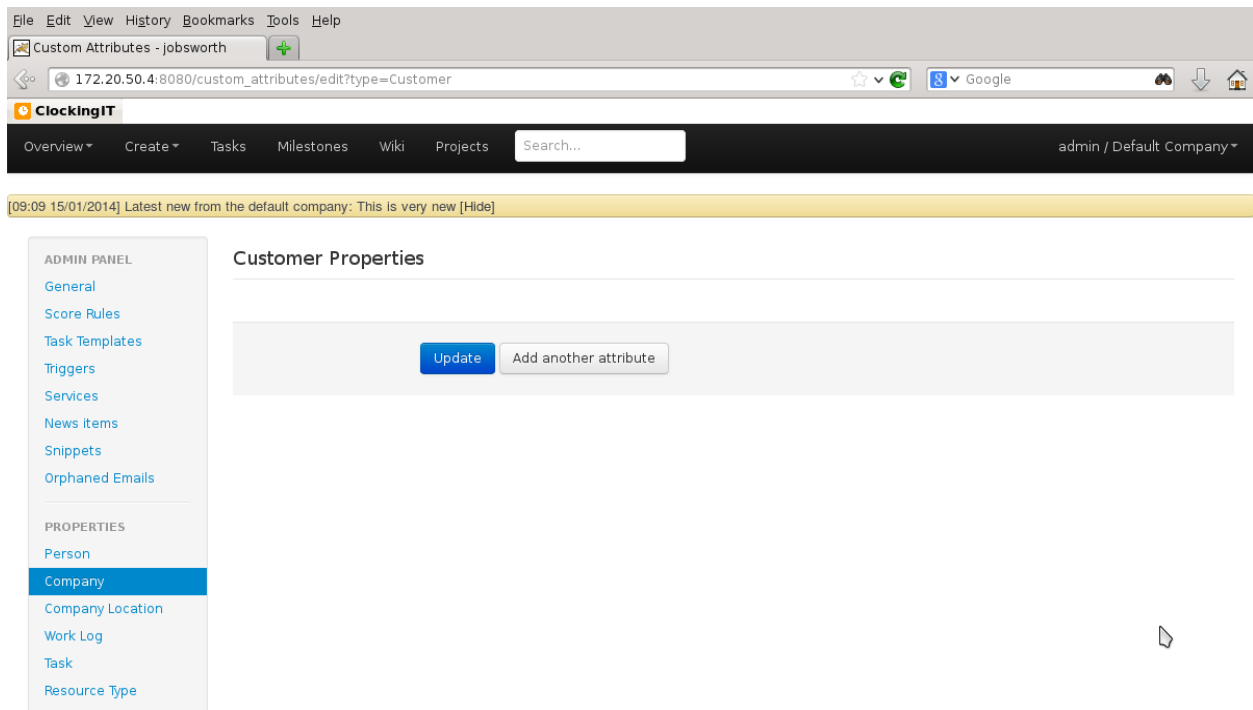 File Edit View History Bookmarks Tools Help
Custom Attributes - jobsworth
172.20.50.4:8080/custom_attributes/edit?type=Customer
8 Google
ClockingIT
Overview Create Tasks Milestones Wiki Projects Search... admin / Default Company
[09:09 15/01/2014] Latest new from the default company: This is very new [Hide]
ADMIN PANEL
General
Score Rules
Task Templates
Triggers
Services
News items
Snippets
Orphaned Emails
PROPERTIES
Person
Company
Company Location
Work Log
Task
Resource Type
Customer Properties
Update Add another attribute